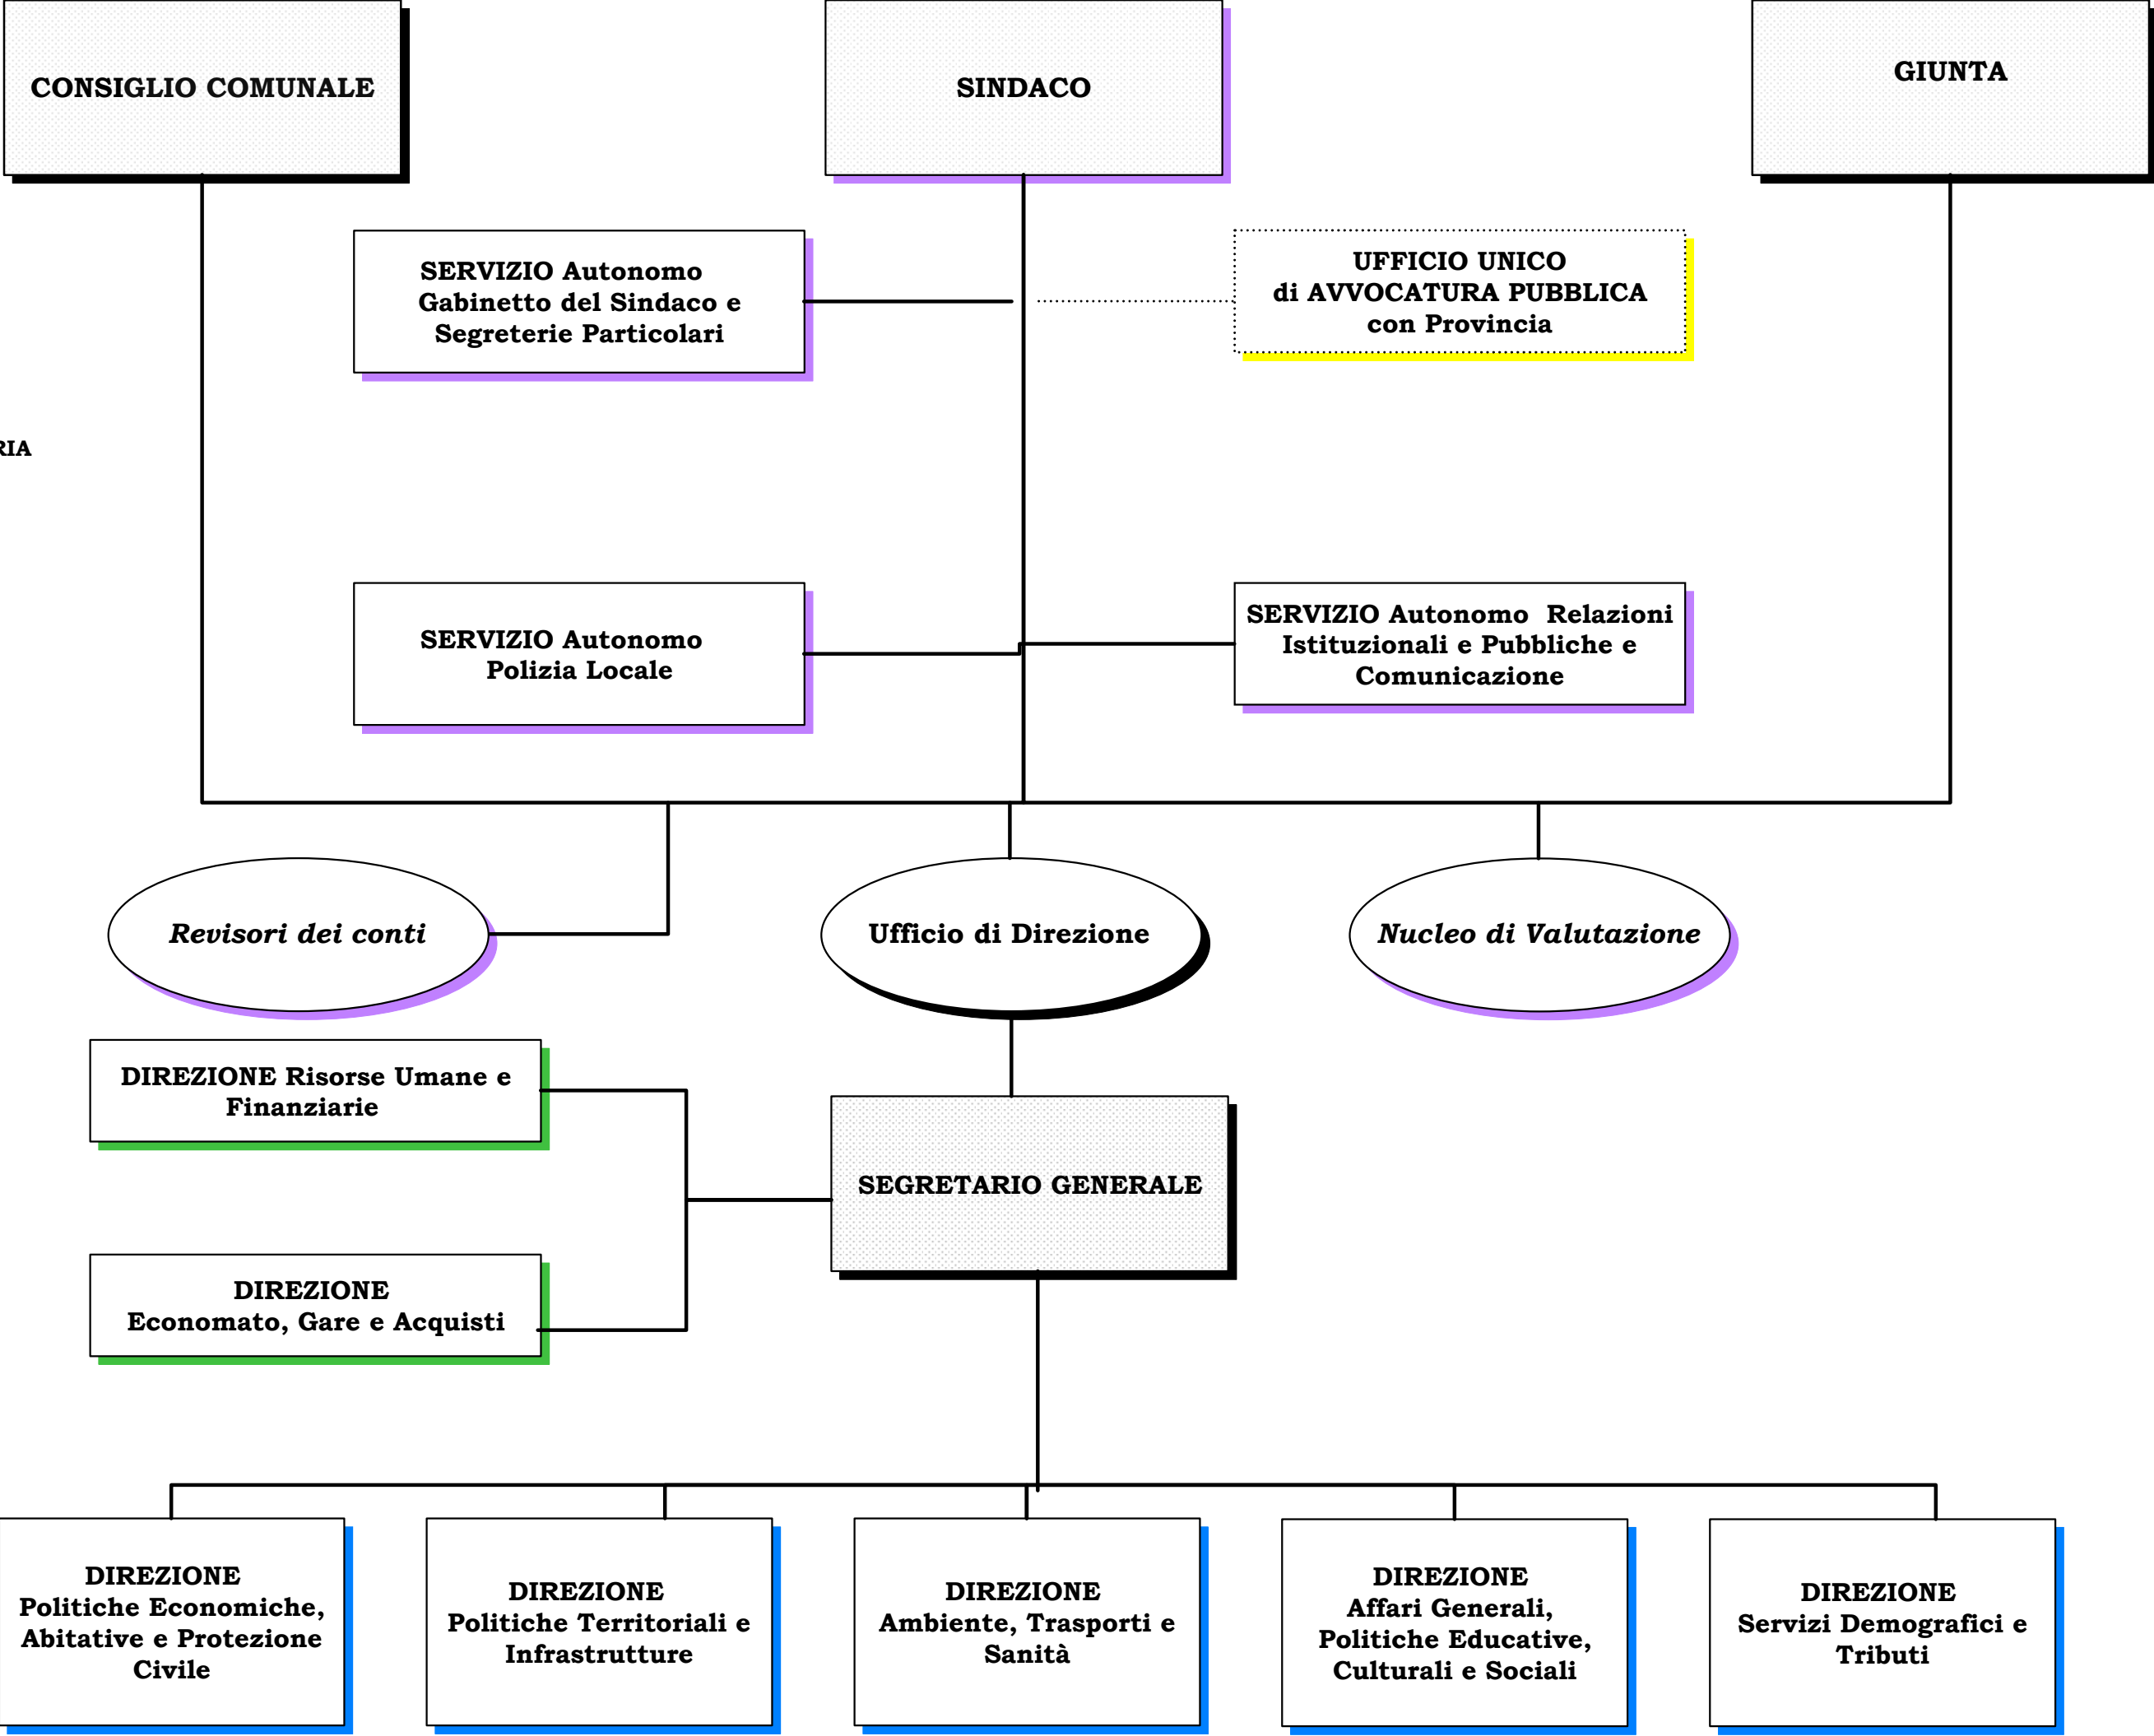 CONSIGLIO COMUNALE
SINDACO
GIUNTA
SERVIZIO Autonomo
Gabinetto del Sindaco e
Segreterie Particolari
UFFICIO UNICO
di AVVOCATURA PUBBLICA
con Provincia
RIA
SERVIZIO Autonomo
Polizia Locale
SERVIZIO Autonomo Relazioni
Istituzionali e Pubbliche e
Comunicazione
Revisori dei conti
Ufficio di Direzione
Nucleo di Valutazione
DIREZIONE Risorse Umane e
Finanziarie
SEGRETARIO GENERALE
DIREZIONE
Economato, Gare e Acquisti
DIREZIONE
Politiche Economiche,
Abitative e Protezione
Civile
DIREZIONE
Politiche Territoriali e
Infrastrutture
DIREZIONE
Ambiente, Trasporti e
Sanità
DIREZIONE
Affari Generali,
Politiche Educative,
Culturali e Sociali
DIREZIONE
Servizi Demografici e
Tributi